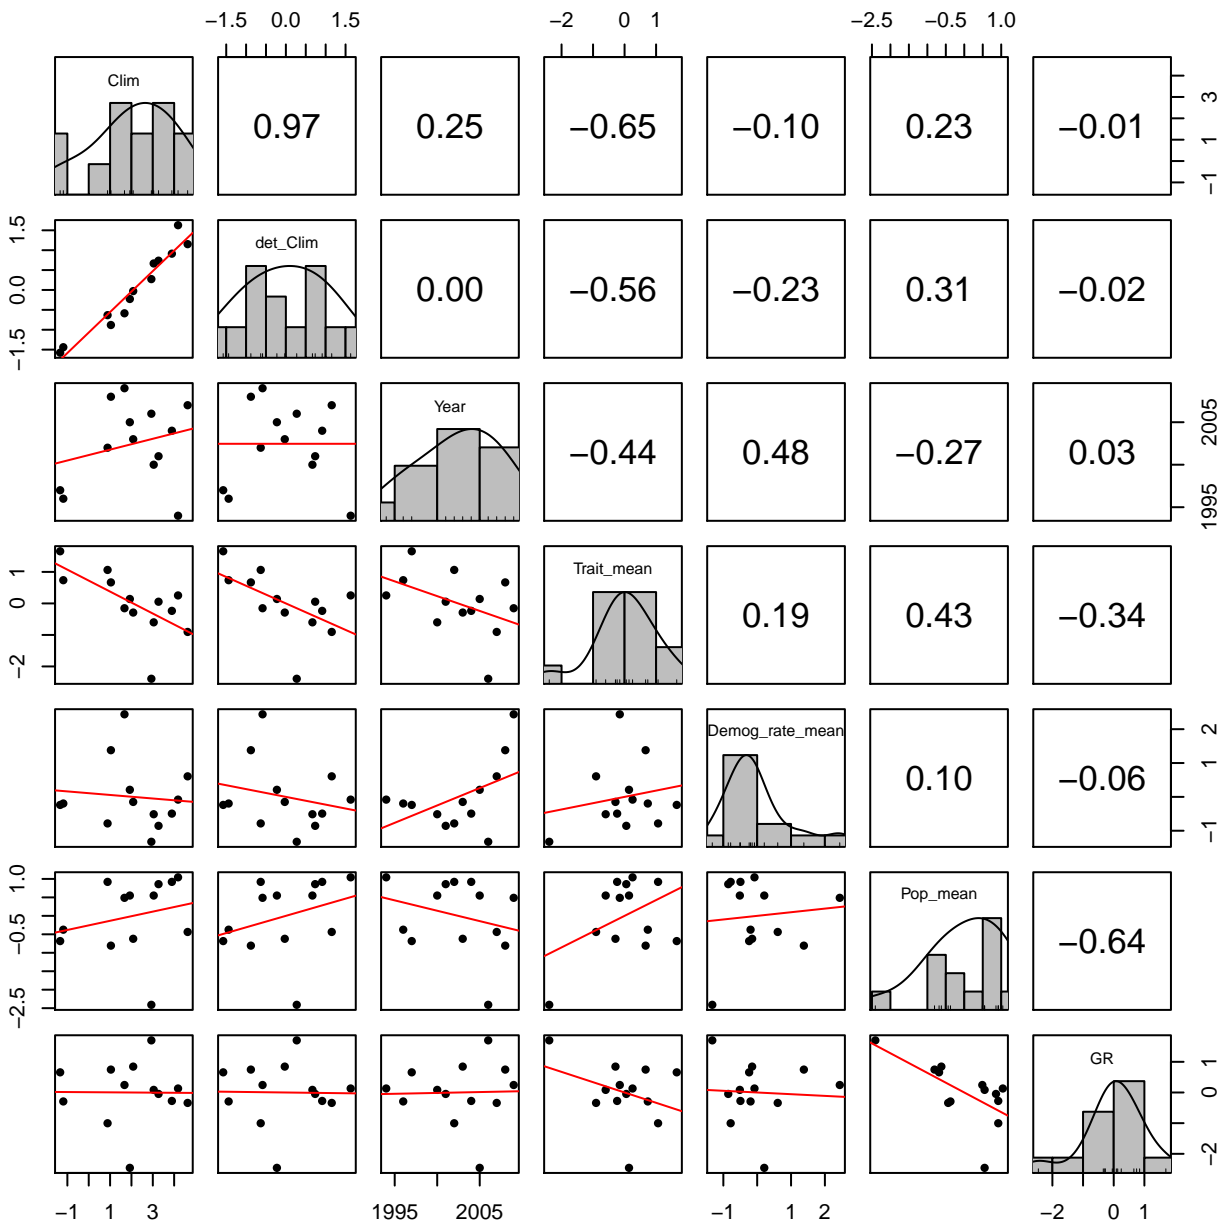 −1.5 0.0 1.5 −2 0 1 −2.5 −0.5 1.0
Clim 0.97 0.25 −0.65 −0.10 0.23 −0.01 −1 1 3
−1.5 0.0 1.5 det_Clim 0.00 −0.56 −0.23 0.31 −0.02
Year −0.44 0.48 −0.27 0.03 1995 2005
−2 0 1 Trait_mean 0.19 0.43 −0.34
Demog_rate_mean 0.10 −0.06 −1 1 2
−2.5 −0.5 1.0 Pop_mean −0.64
GR −2 0 1
−1 1 3 1995 2005 −1 1 2 −2 0 1